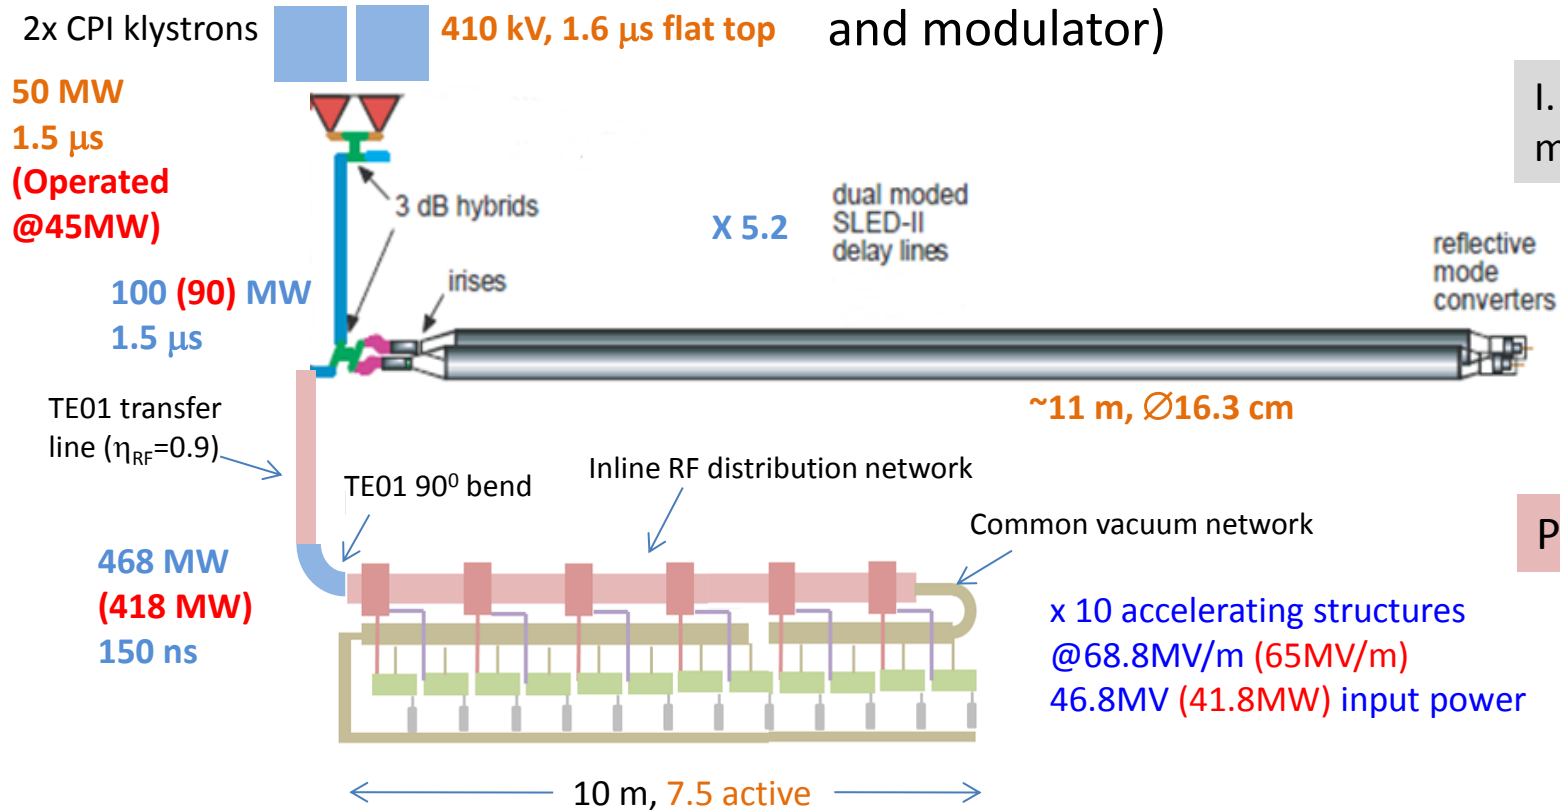 2x CPI klystrons
410 kV, 1.6 μs flat top
and modulator)
50 MW
1.5 μs
(Operated
@45MW)
I.
m
3 dB hybrids
X 5.2
dual moded
SLED-II
delay lines
reflective
mode
converters
irises
100 (90) MW
1.5 μs
~11 m, ∅16.3 cm
TE01 transfer
line (ηRF=0.9)
TE01 90⁰ bend
Inline RF distribution network
Common vacuum network
P
468 MW
(418 MW)
150 ns
x 10 accelerating structures
@68.8MV/m (65MV/m)
46.8MV (41.8MW) input power
10 m, 7.5 active